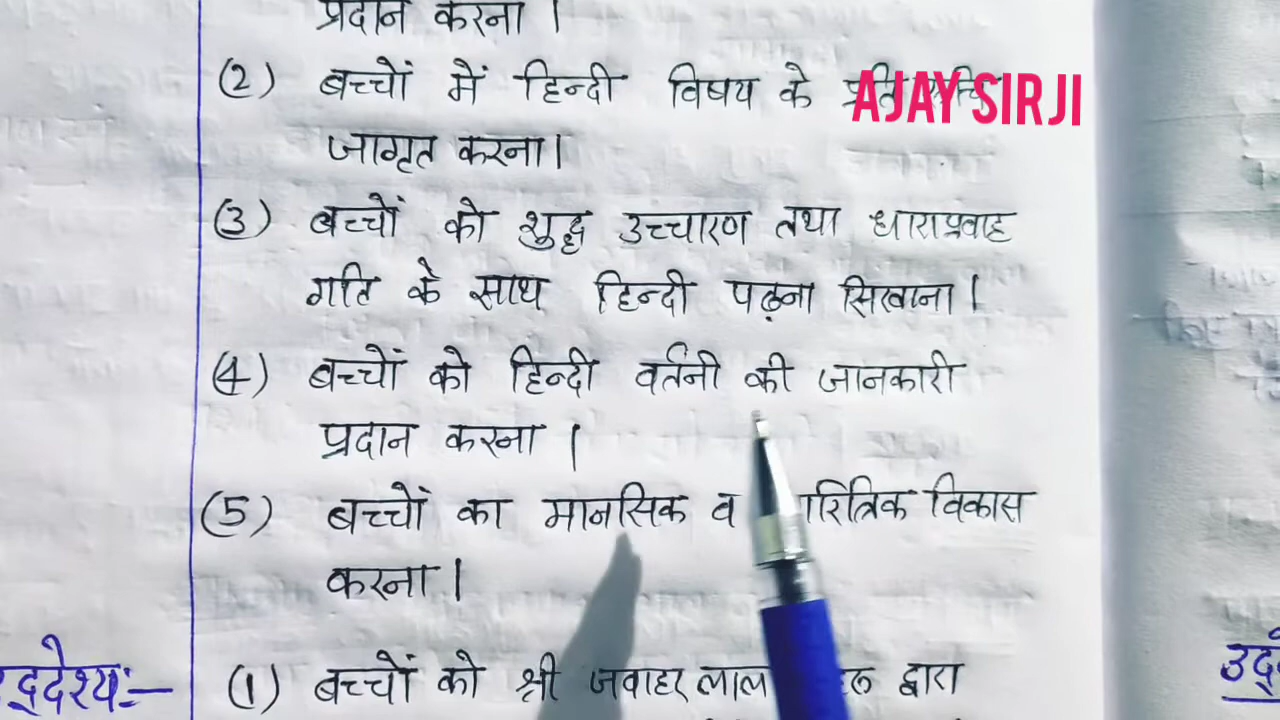 प्रदान करना।
(2) बच्चों में हिन्दी विषय के
AJAY SIR JI
जागृत करना।
(3) बच्चों को शुद्ध उच्चारण तथा धाराप्रवाह
गति के साथ हिन्दी पढ़ना सिखाना।
(4) बच्चों को हिन्दी वर्तनी की जानकारी
प्रदान करना।
(5) बच्चों का मानसिक व विकास
करना।
(1) बच्चों को श्री जवाहर लाल द्वारा